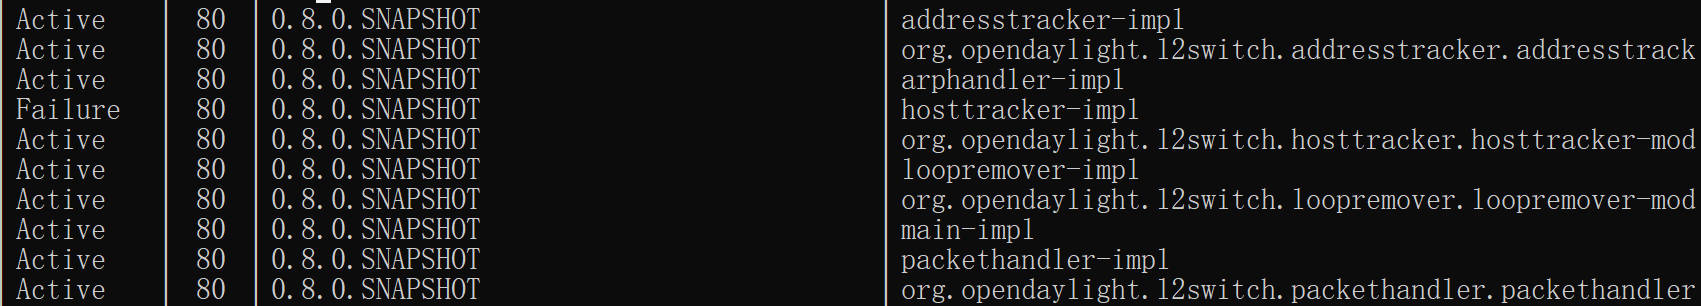 Active | 80 | 0.8.0.SNAPSHOT | addresstracker-impl
Active | 80 | 0.8.0.SNAPSHOT | org.opendaylight.l2switch.addresstracker.addresstrack
Active | 80 | 0.8.0.SNAPSHOT | arphandler-impl
Failure | 80 | 0.8.0.SNAPSHOT | hosttracker-impl
Active | 80 | 0.8.0.SNAPSHOT | org.opendaylight.l2switch.hosttracker.hosttracker-mod
Active | 80 | 0.8.0.SNAPSHOT | loopremover-impl
Active | 80 | 0.8.0.SNAPSHOT | org.opendaylight.l2switch.loopremover.loopremover-mod
Active | 80 | 0.8.0.SNAPSHOT | main-impl
Active | 80 | 0.8.0.SNAPSHOT | packethandler-impl
Active | 80 | 0.8.0.SNAPSHOT | org.opendaylight.l2switch.packethandler.packethandler